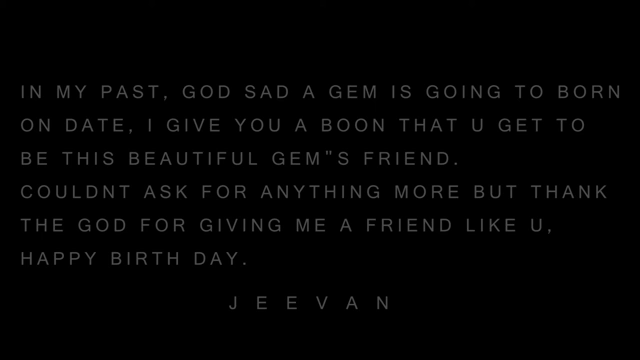 IN MY PAST, GOD SAD A GEM IS GOING TO BORN
ON DATE, I GIVE YOU A BOON THAT U GET TO
BE THIS BEAUTIFUL GEM"S FRIEND.
COULDNT ASK FOR ANYTHING MORE BUT THANK
THE GOD FOR GIVING ME A FRIEND LIKE U,
HAPPY BIRTH DAY.
JEEVAN